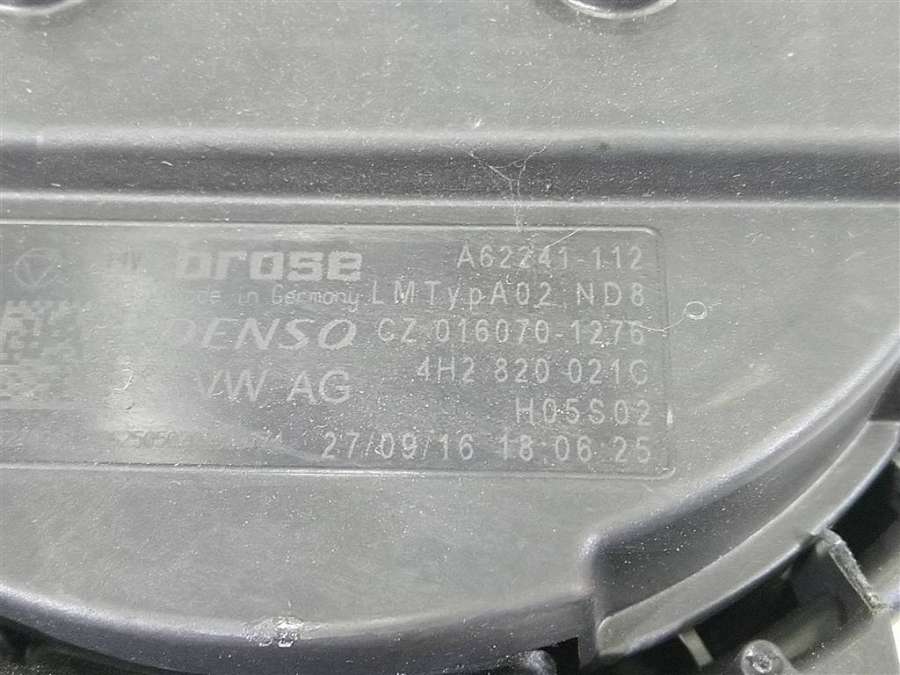 brose A62241-112
made in Germany LMTypA02 ND8
DENSO CZ 016070-1276
VW AG 4H2 820 021C
H05S02
27/09/16 18:06:25